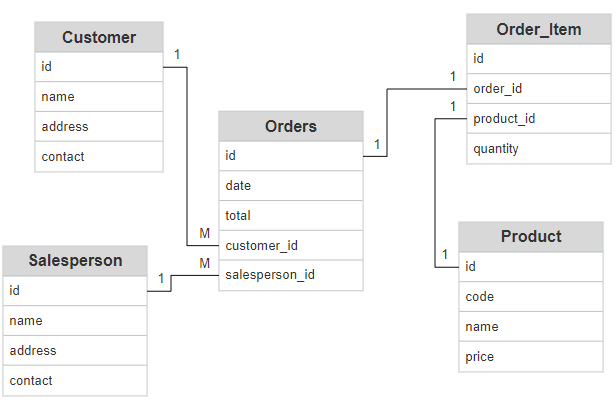 Customer
id
name
address
contact
1
M
Salesperson
id
name
address
contact
1
M
Orders
id
date
total
customer_id
salesperson_id
1
1
Order_Item
id
order_id
product_id
quantity
1
1
Product
id
code
name
price